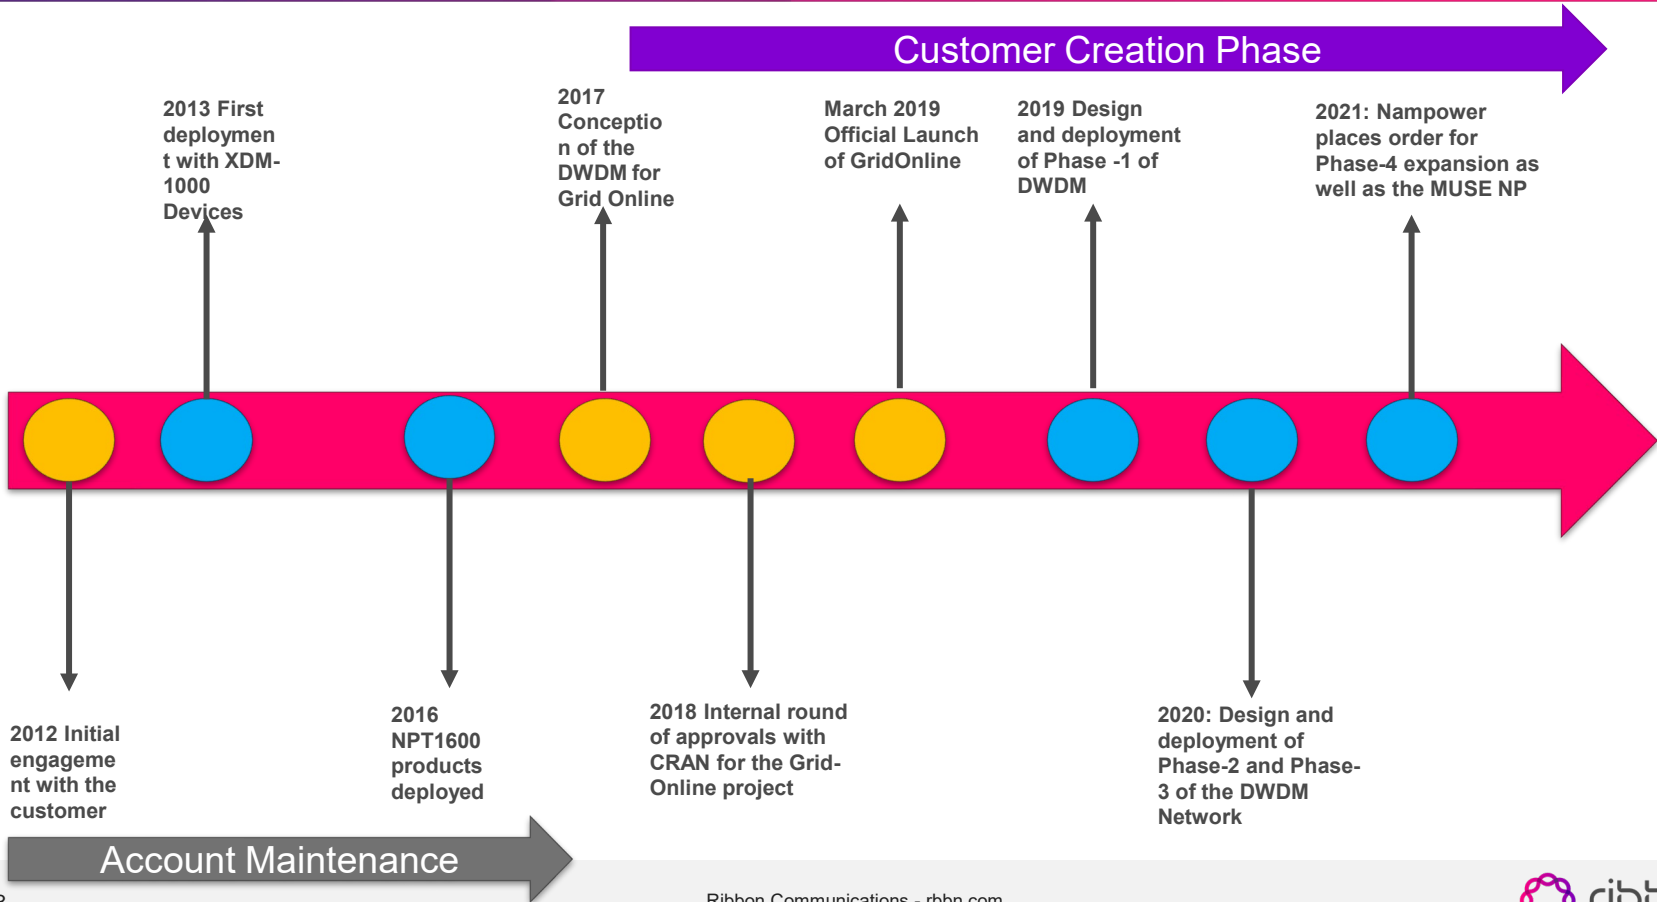 Customer Creation Phase
2013 First
deploymen
t with XDM-
1000
Devices
2017
Conceptio
n of the
DWDM for
Grid Online
March 2019
Official Launch
of GridOnline
2019 Design
and deployment
of Phase -1 of
DWDM
2021: Nampower
places order for
Phase-4 expansion as
well as the MUSE NP
2012 Initial
engageme
nt with the
customer
2016
NPT1600
products
deployed
2018 Internal round
of approvals with
CRAN for the Grid-
Online project
2020: Design and
deployment of
Phase-2 and Phase-
3 of the DWDM
Network
Account Maintenance
Ribbon Communications - rbbn.com